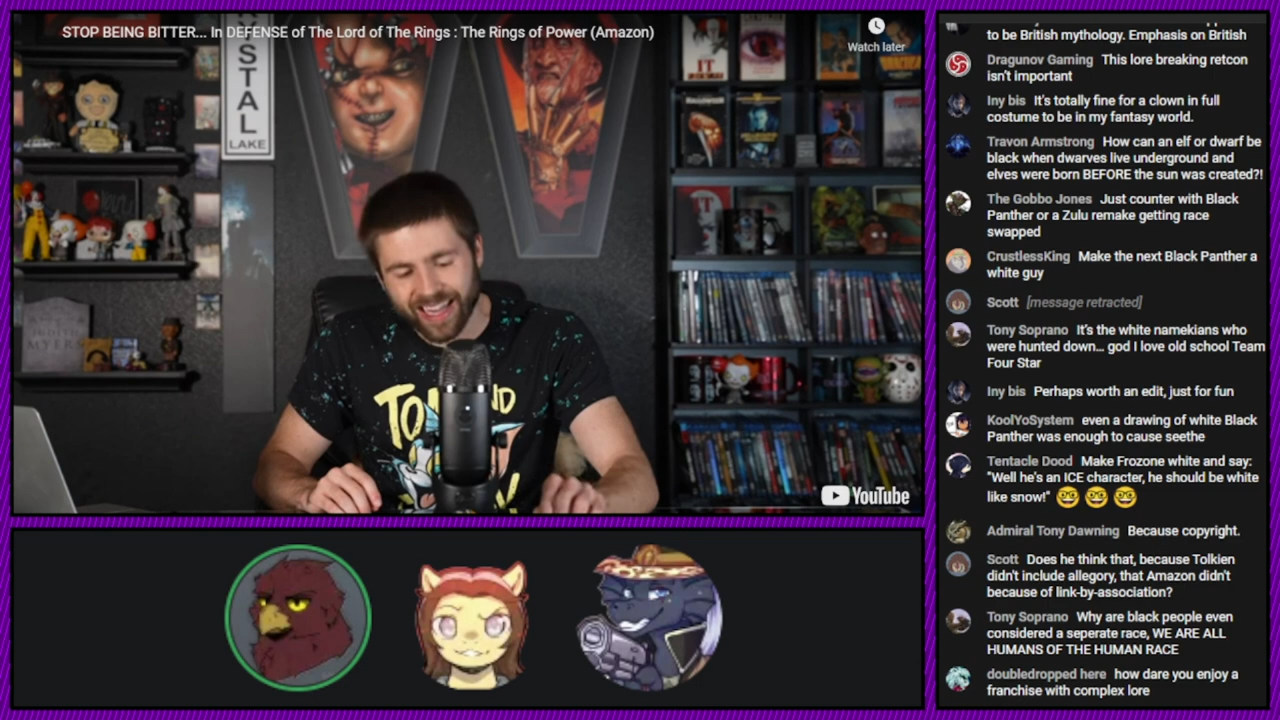 STOP BEING BITTER... In DEFENSE of The Lord of The Rings : The Rings of Power (Amazon)
Watch later
STAL
LAKE
IT
IT
YouTube
to be British mythology. Emphasis on British
Dragunov Gaming This lore breaking retcon
isn't important
Iny bis It's totally fine for a clown in full
costume to be in my fantasy world.
Travon Armstrong How can an elf or dwarf be
black when dwarves live underground and
elves were born BEFORE the sun was created?!
The Gobbo Jones Just counter with Black
Panther or a Zulu remake getting race
swapped
CrustlessKing Make the next Black Panther a
white guy
Scott [message retracted]
Tony Soprano It's the white namekians who
were hunted down... god I love old school Team
Four Star
Iny bis Perhaps worth an edit, just for fun
KoolYoSystem even a drawing of white Black
Panther was enough to cause seethe
Tentacle Dood Make Frozone white and say:
"Well he's an ICE character, he should be white
like snow!" 🤓 🤓 🤓
Admiral Tony Dawning Because copyright.
Scott Does he think that, because Tolkien
didn't include allegory, that Amazon didn't
because of link-by-association?
Tony Soprano Why are black people even
considered a seperate race, WE ARE ALL
HUMANS OF THE HUMAN RACE
doubledropped here how dare you enjoy a
franchise with complex lore